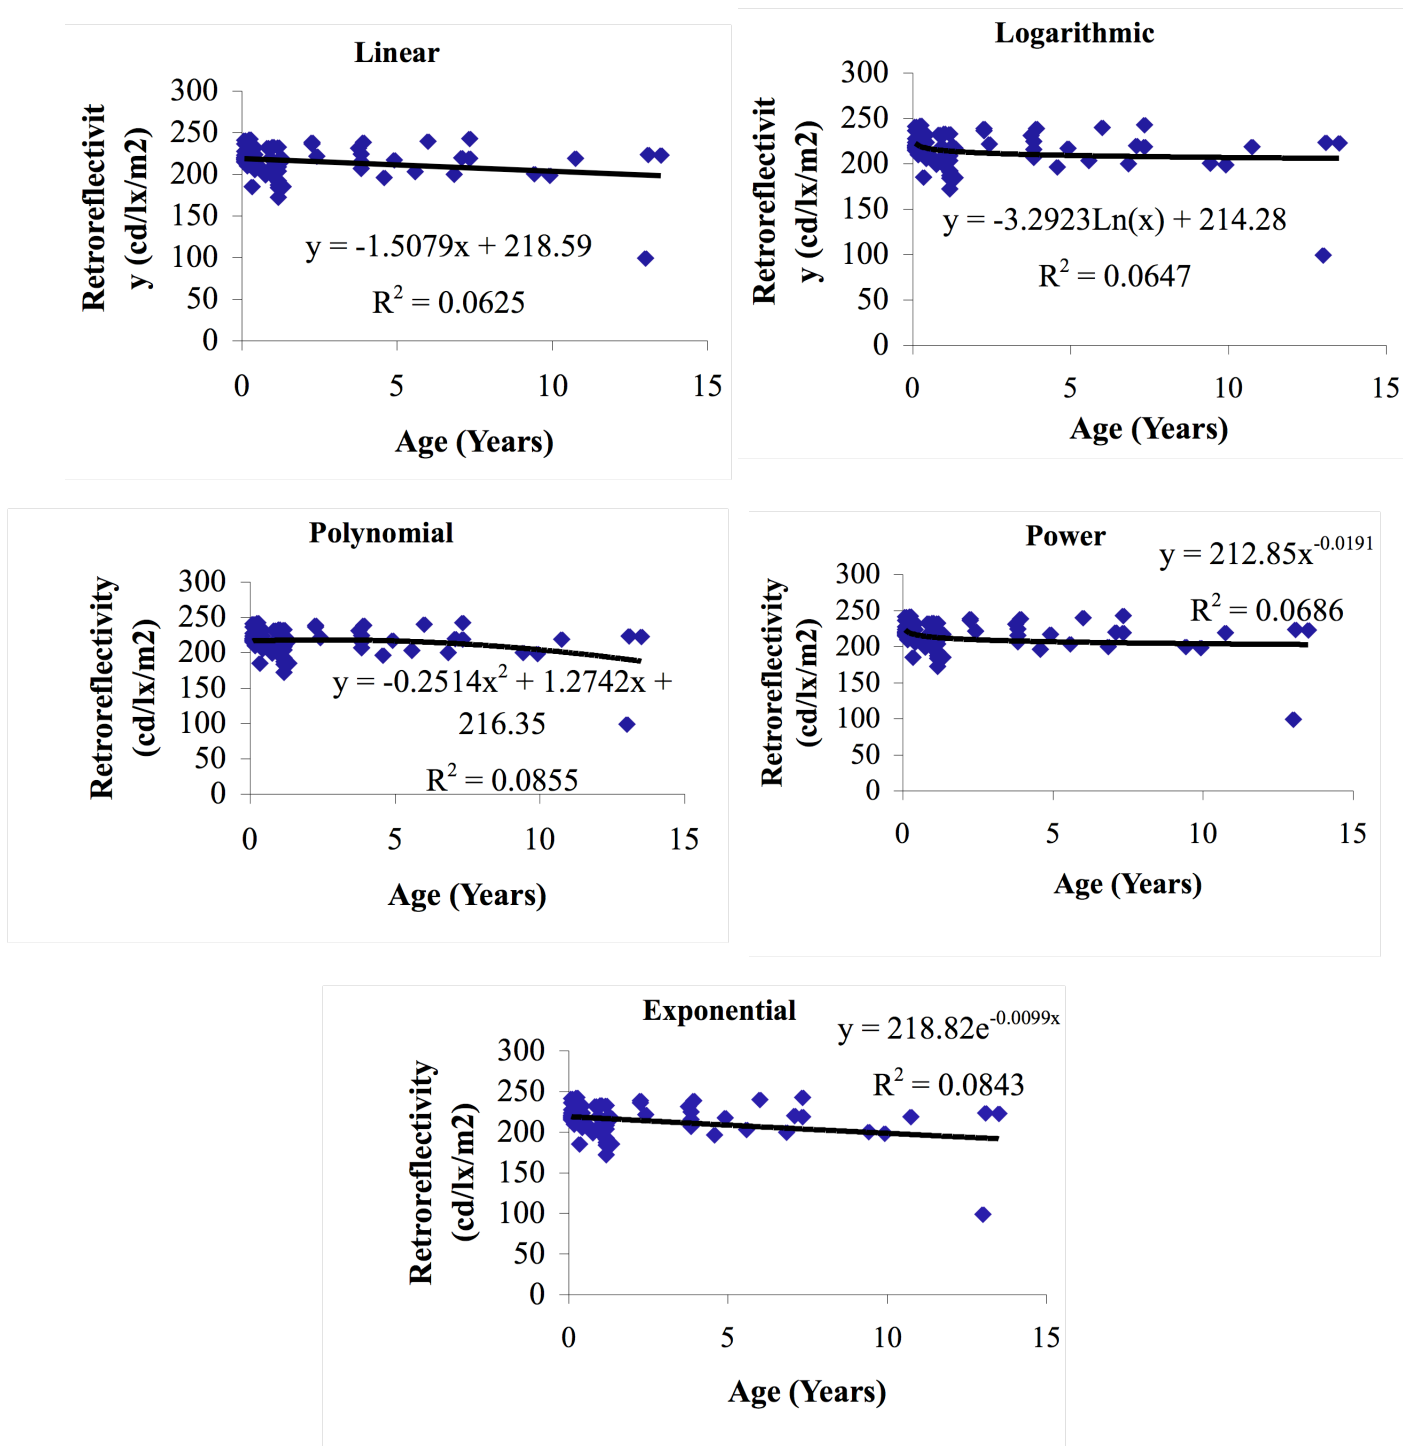 Linear
Retroreflectivit
y (cd/lx/m2)
300
250
200
150
100
50
0
y = -1.5079x + 218.59
R² = 0.0625
0 5 10 15
Age (Years)
Logarithmic
Retroreflectivit
y (cd/lx/m2)
300
250
200
150
100
50
0
y = -3.2923Ln(x) + 214.28
R² = 0.0647
0 5 10 15
Age (Years)
Polynomial
Retroreflectivity
(cd/lx/m2)
300
250
200
150
100
50
0
y = -0.2514x² + 1.2742x +
216.35
R² = 0.0855
0 5 10 15
Age (Years)
Power
y = 212.85x^-0.0191
R² = 0.0686
Retroreflectivity
(cd/lx/m2)
300
250
200
150
100
50
0
0 5 10 15
Age (Years)
Exponential
y = 218.82e^-0.0099x
R² = 0.0843
Retroreflectivity
(cd/lx/m2)
300
250
200
150
100
50
0
0 5 10 15
Age (Years)